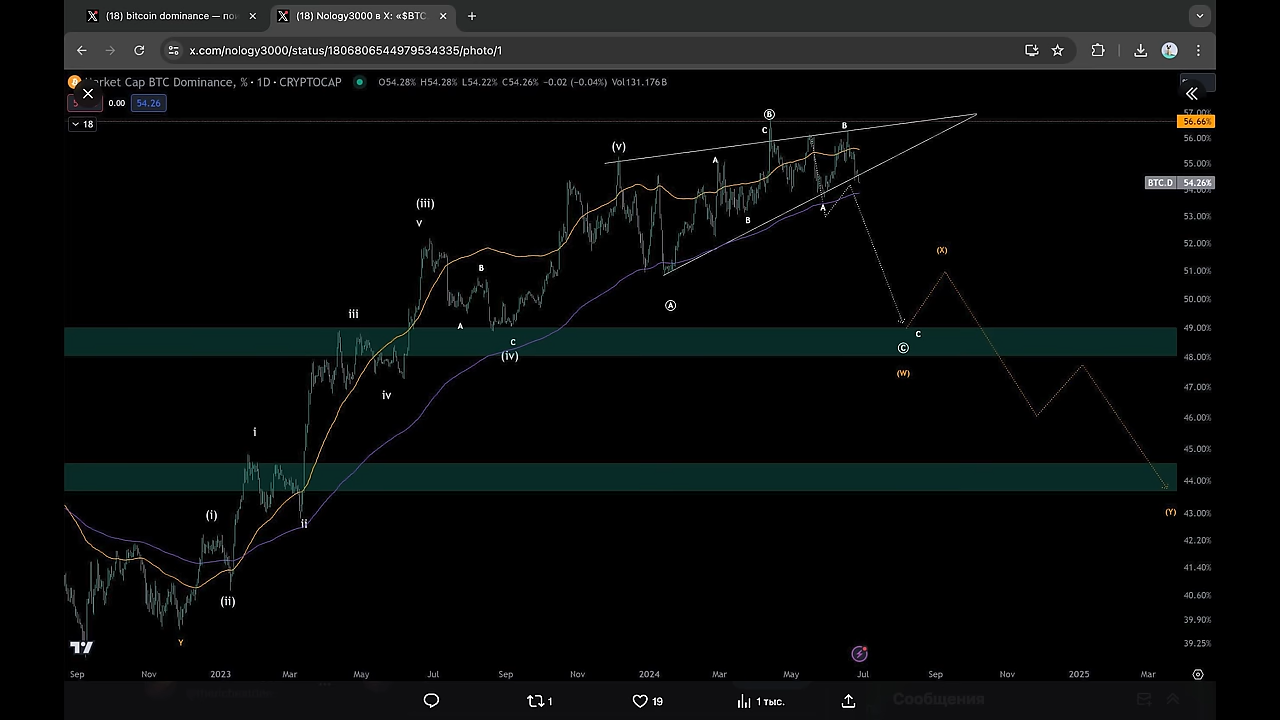 (18) bitcoin dominance — по
(18) Nology3000 в X: «$BTC
x.com/nology3000/status/1806806544979534335/photo/1
Market Cap BTC Dominance, % · 1D · CRYPTOCAP
O54.28% H54.28% L54.22% C54.26% −0.02 (−0.04%) Vol131.176B
0.00
54.26
18
57.00%
56.66%
56.00%
55.00%
BTC.D 54.26%
54.00%
53.00%
52.00%
51.00%
50.00%
49.00%
48.00%
47.00%
46.00%
45.00%
44.00%
43.00%
42.20%
41.40%
40.60%
39.90%
39.25%
B
C
B
(v)
A
(iii)
v
A
B
(X)
B
A
A
iii
A
C
C
(iv)
C
(W)
iv
i
(i)
ii
(Y)
(ii)
Y
Sep Nov 2023 Mar May Jul Sep Nov 2024 Mar May Jul Sep Nov 2025 Mar
1
19
1 тыс.
Сообщения